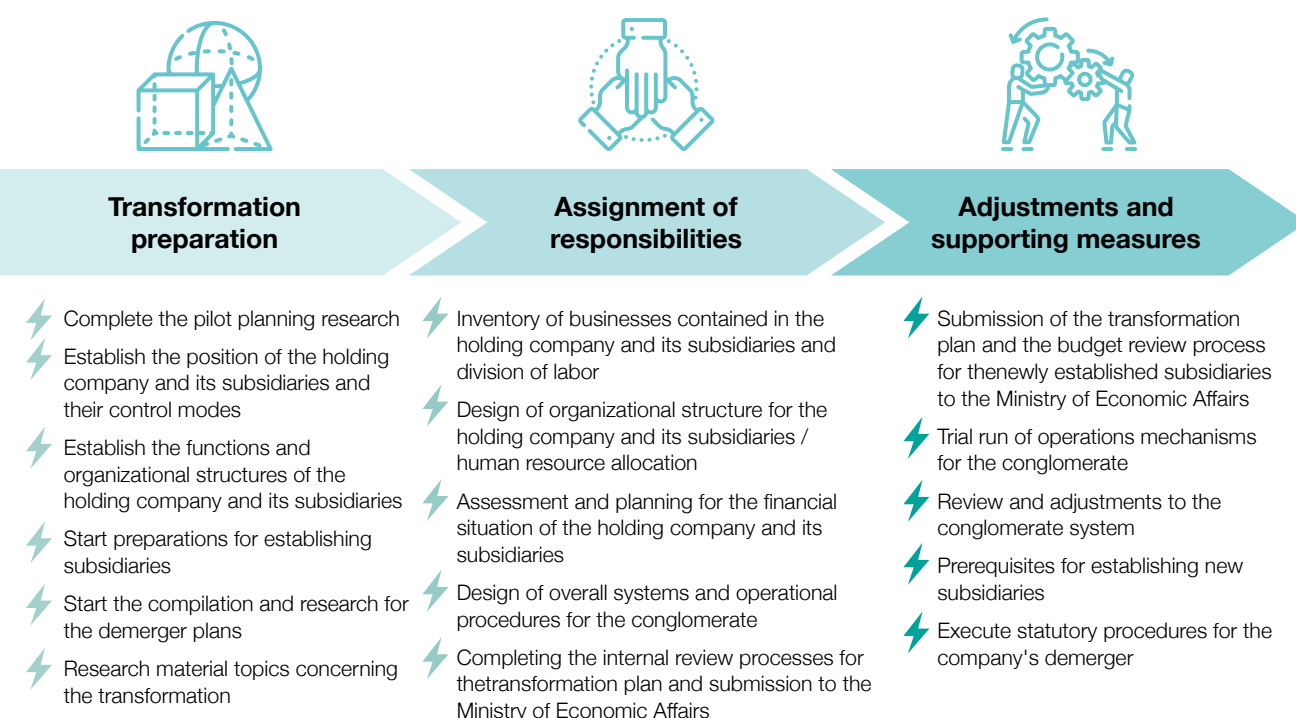 Transformation
preparation
Assignment of
responsibilities
Adjustments and
supporting measures
Complete the pilot planning research
Establish the position of the holding
company and its subsidiaries and
their control modes
Establish the functions and
organizational structures of the
holding company and its subsidiaries
Start preparations for establishing
subsidiaries
Start the compilation and research for
the demerger plans
Research material topics concerning
the transformation
Inventory of businesses contained in the
holding company and its subsidiaries and
division of labor
Design of organizational structure for the
holding company and its subsidiaries /
human resource allocation
Assessment and planning for the financial
situation of the holding company and its
subsidiaries
Design of overall systems and operational
procedures for the conglomerate
Completing the internal review processes for
thetransformation plan and submission to the
Ministry of Economic Affairs
Submission of the transformation
plan and the budget review process
for thenewly established subsidiaries
to the Ministry of Economic Affairs
Trial run of operations mechanisms
for the conglomerate
Review and adjustments to the
conglomerate system
Prerequisites for establishing new
subsidiaries
Execute statutory procedures for the
company's demerger